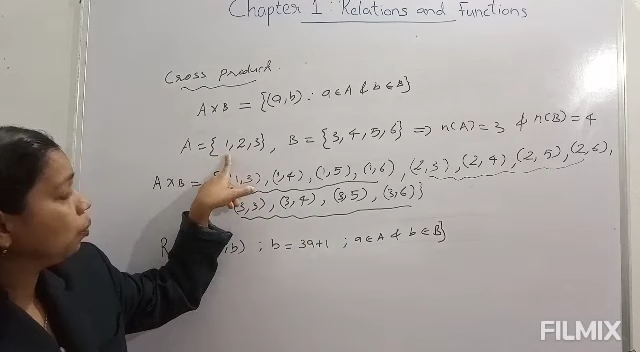 Chapter 1: Relations and Functions
Cross Product
A×B = {(a,b) : a∈A & b∈B}
A = {1,2,3}, B = {3,4,5,6} ⇒ n(A)=3 & n(B)=4
A×B = ,3), (1,4), (1,5), (1,6), (2,3), (2,4), (2,5), (2,6),
(3,3), (3,4), (3,5), (3,6)}
R ,b) ; b = 3a+1 ; a∈A & b∈B}
FILMIX